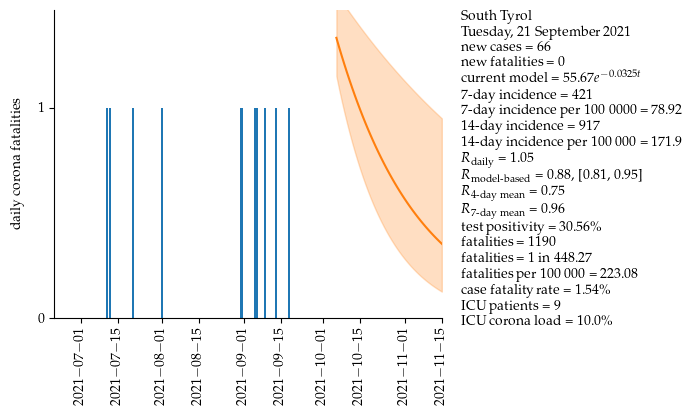 South Tyrol
Tuesday, 21 September 2021
new cases = 66
new fatalities = 0
current model = 55.67e^{-0.0325t}
7-day incidence = 421
7-day incidence per 100 0000 = 78.92
14-day incidence = 917
14-day incidence per 100 000 = 171.9
R_daily = 1.05
R_model-based = 0.88, [0.81, 0.95]
R_4-day mean = 0.75
R_7-day mean = 0.96
test positivity = 30.56%
fatalities = 1190
fatalities = 1 in 448.27
fatalities per 100 000 = 223.08
case fatality rate = 1.54%
ICU patients = 9
ICU corona load = 10.0%
daily corona fatalities
1
0
2021−07−01
2021−07−15
2021−08−01
2021−08−15
2021−09−01
2021−09−15
2021−10−01
2021−10−15
2021−11−01
2021−11−15